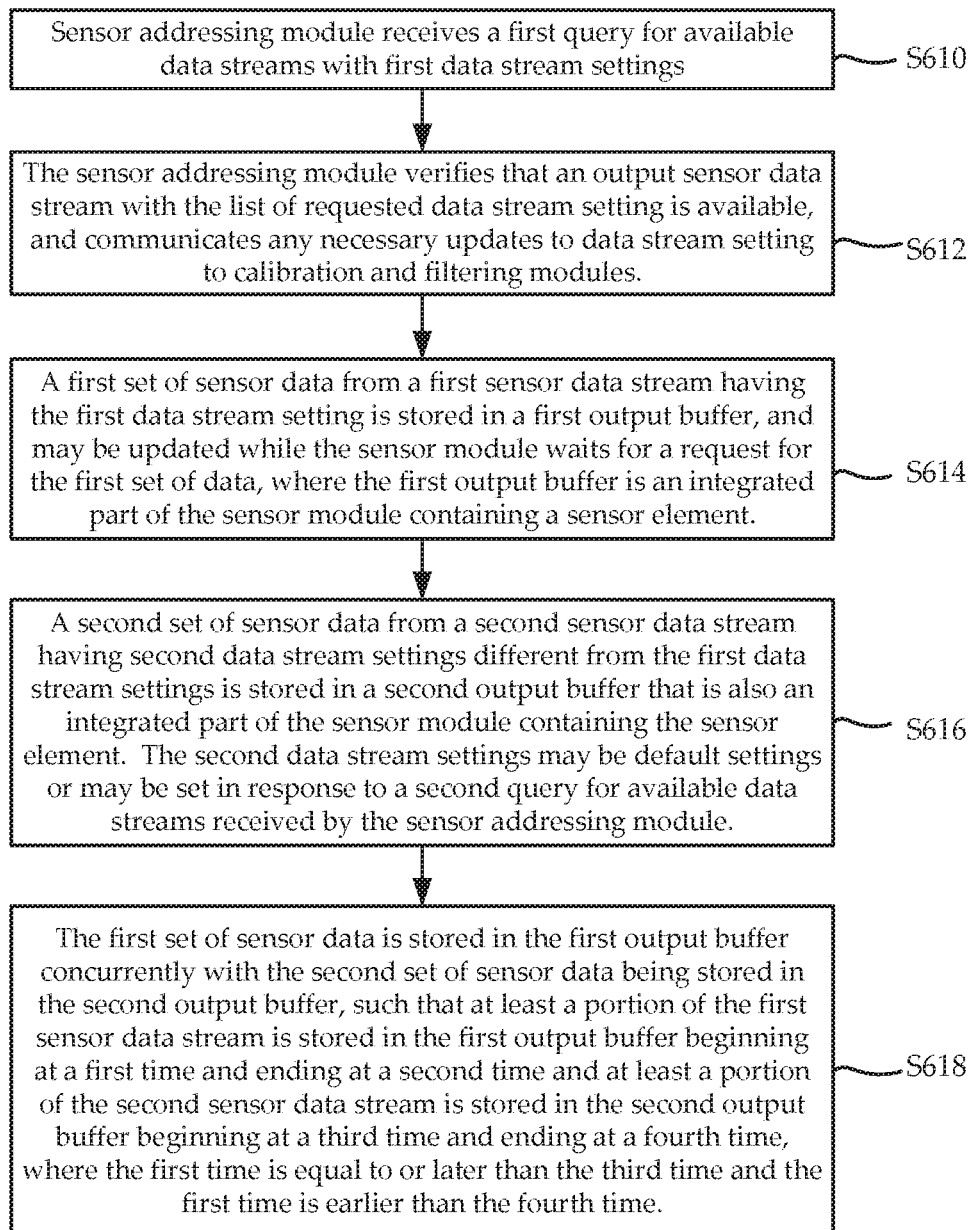 Sensor addressing module receives a first query for available
data streams with first data stream settings
S610
The sensor addressing module verifies that an output sensor data
stream with the list of requested data stream setting is available,
and communicates any necessary updates to data stream setting
to calibration and filtering modules.
S612
A first set of sensor data from a first sensor data stream having
the first data stream setting is stored in a first output buffer, and
may be updated while the sensor module waits for a request for
the first set of data, where the first output buffer is an integrated
part of the sensor module containing a sensor element.
S614
A second set of sensor data from a second sensor data stream
having second data stream settings different from the first data
stream settings is stored in a second output buffer that is also an
integrated part of the sensor module containing the sensor
element. The second data stream settings may be default settings
or may be set in response to a second query for available data
streams received by the sensor addressing module.
S616
The first set of sensor data is stored in the first output buffer
concurrently with the second set of sensor data being stored in
the second output buffer, such that at least a portion of the first
sensor data stream is stored in the first output buffer beginning
at a first time and ending at a second time and at least a portion
of the second sensor data stream is stored in the second output
buffer beginning at a third time and ending at a fourth time,
where the first time is equal to or later than the third time and the
first time is earlier than the fourth time.
S618